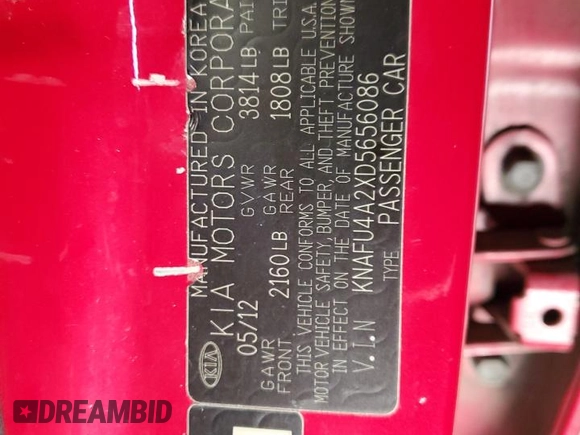 MANUFACTURED IN KOREA
KIA KIA MOTORS CORPORA
05/12 GVWR 3814LB PAI
GAWR FRONT 2160LB GAWR REAR 1808LB TRI
THIS VEHICLE CONFORMS TO ALL APPLICABLE U.S.A.
MOTOR VEHICLE SAFETY, BUMPER, AND THEFT PREVENTION
IN EFFECT ON THE DATE OF MANUFACTURE SHOWN
V.I.N KNAFU4A2XD5656086
TYPE PASSENGER CAR
DREAMBID